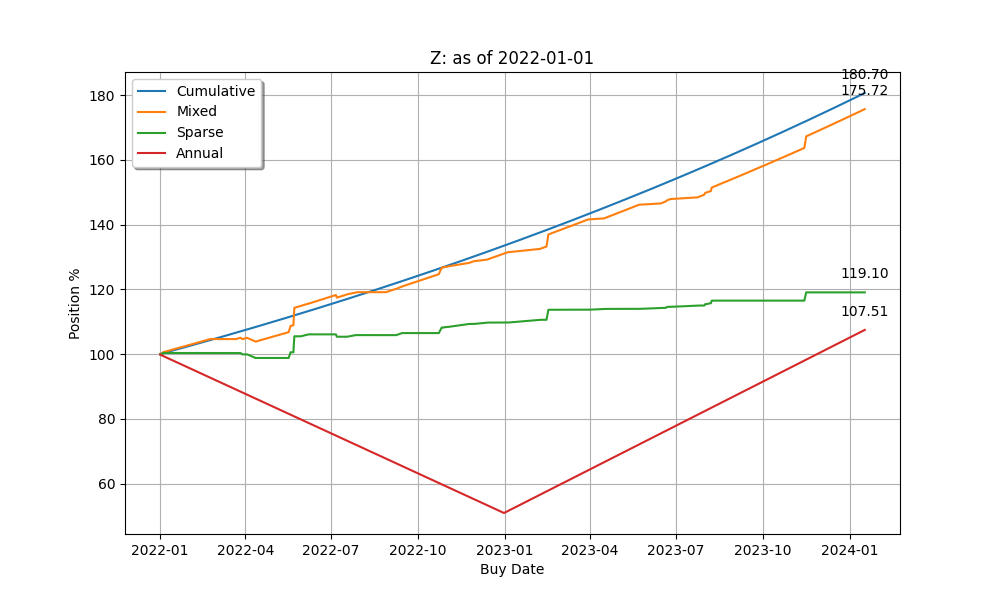 Z: as of 2022-01-01
180.70
175.72
119.10
107.51
Cumulative
Mixed
Sparse
Annual
Position %
180
160
140
120
100
80
60
2022-01 2022-04 2022-07 2022-10 2023-01 2023-04 2023-07 2023-10 2024-01
Buy Date